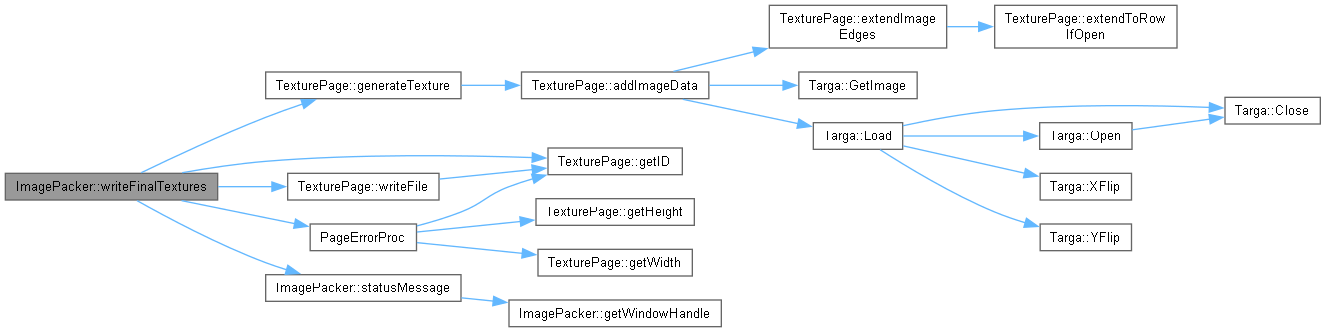 TexturePage::extendImage
Edges
TexturePage::extendToRow
IfOpen
TexturePage::generateTexture
TexturePage::addImageData
Targa::GetImage
Targa::Close
Targa::Load
Targa::Open
TexturePage::getID
ImagePacker::writeFinalTextures
TexturePage::writeFile
Targa::XFlip
TexturePage::getHeight
PageErrorProc
Targa::YFlip
TexturePage::getWidth
ImagePacker::statusMessage
ImagePacker::getWindowHandle